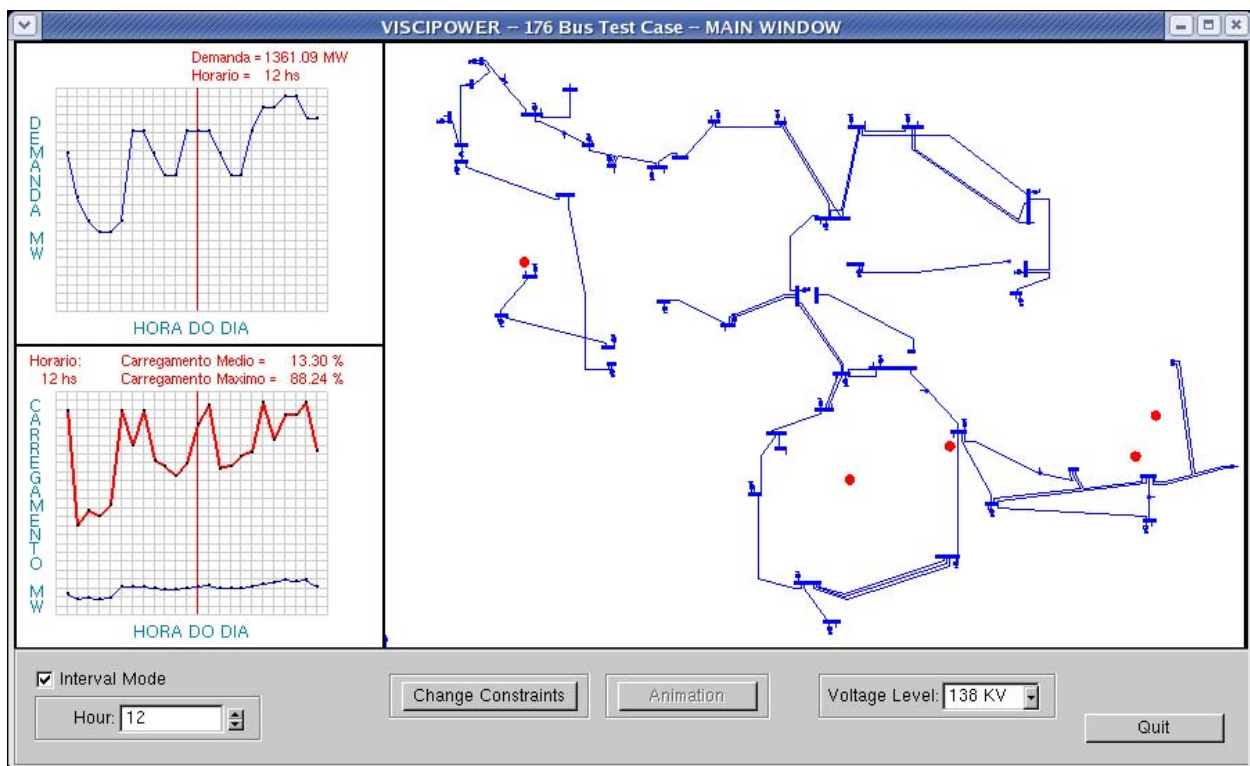 VISCIPOWER -- 176 Bus Test Case -- MAIN WINDOW
Demanda = 1361.09 MW
Horario = 12 hs
DEMANDA MW
HORA DO DIA
Horario: Carregamento Medio = 13.30 %
12 hs Carregamento Maximo = 88.24 %
CARREGAMENTO MW
HORA DO DIA
Interval Mode
Hour: 12
Change Constraints
Animation
Voltage Level: 138 KV
Quit